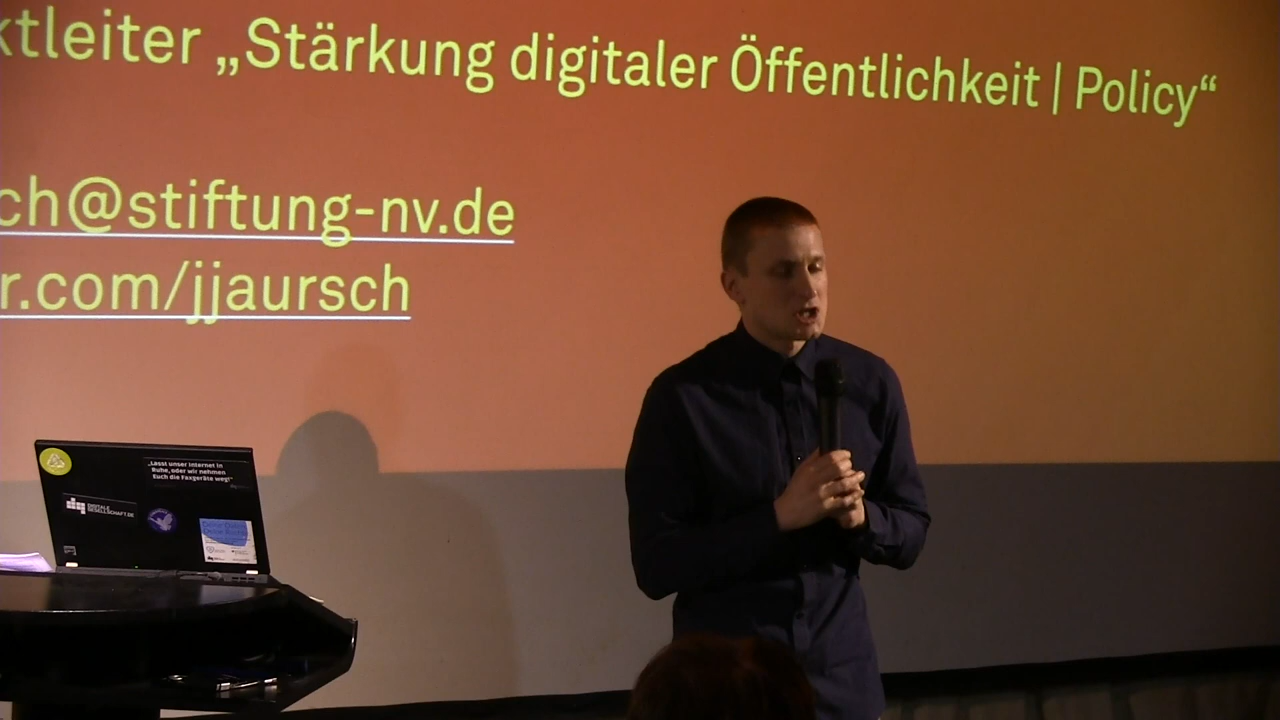 ktleiter „Stärkung digitaler Öffentlichkeit | Policy“
ch@stiftung-nv.de
r.com/jjaursch
„Lasst unser Internet in
Ruhe, oder wir nehmen
Euch die Faxgeräte weg!“
DIGITALE
GESELLSCHAFT.DE